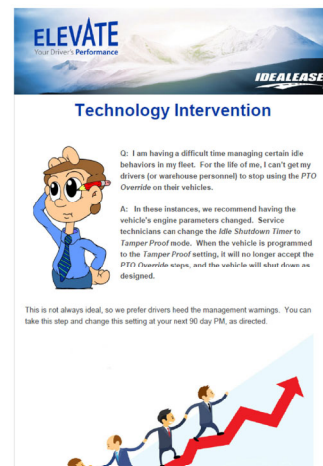 ELEVATE
Your Driver's Performance
IDEALEASE
Technology Intervention
Q: I am having a difficult time managing certain idle
behaviors in my fleet. For the life of me, I can't get my
drivers (or warehouse personnel) to stop using the PTO
Override on their vehicles.
A: In these instances, we recommend having the
vehicle's engine parameters changed. Service
technicians can change the Idle Shutdown Timer to
Tamper Proof mode. When the vehicle is programmed
to the Tamper Proof setting, it will no longer accept the
PTO Override steps, and the vehicle will shut down as
designed.
This is not always ideal, so we prefer drivers heed the management warnings. You can
take this step and change this setting at your next 90 day PM, as directed.